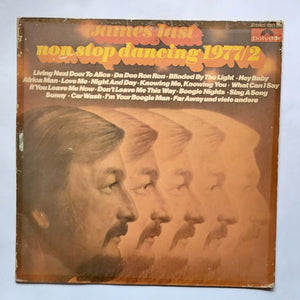 James Last
non stop dancing 1977/2
Polydor
Living Next Door To Alice · Da Doo Ron Ron · Blinded By The Light · Hey Baby
Africa Man · Love Me · Night And Day · Knowing Me, Knowing You · What Can I Say
If You Leave Me Now · Don't Leave Me This Way · Boogie Nights · Sing A Song
Sunny · Car Wash · I'm Your Boogie Man · Far Away und viele andere